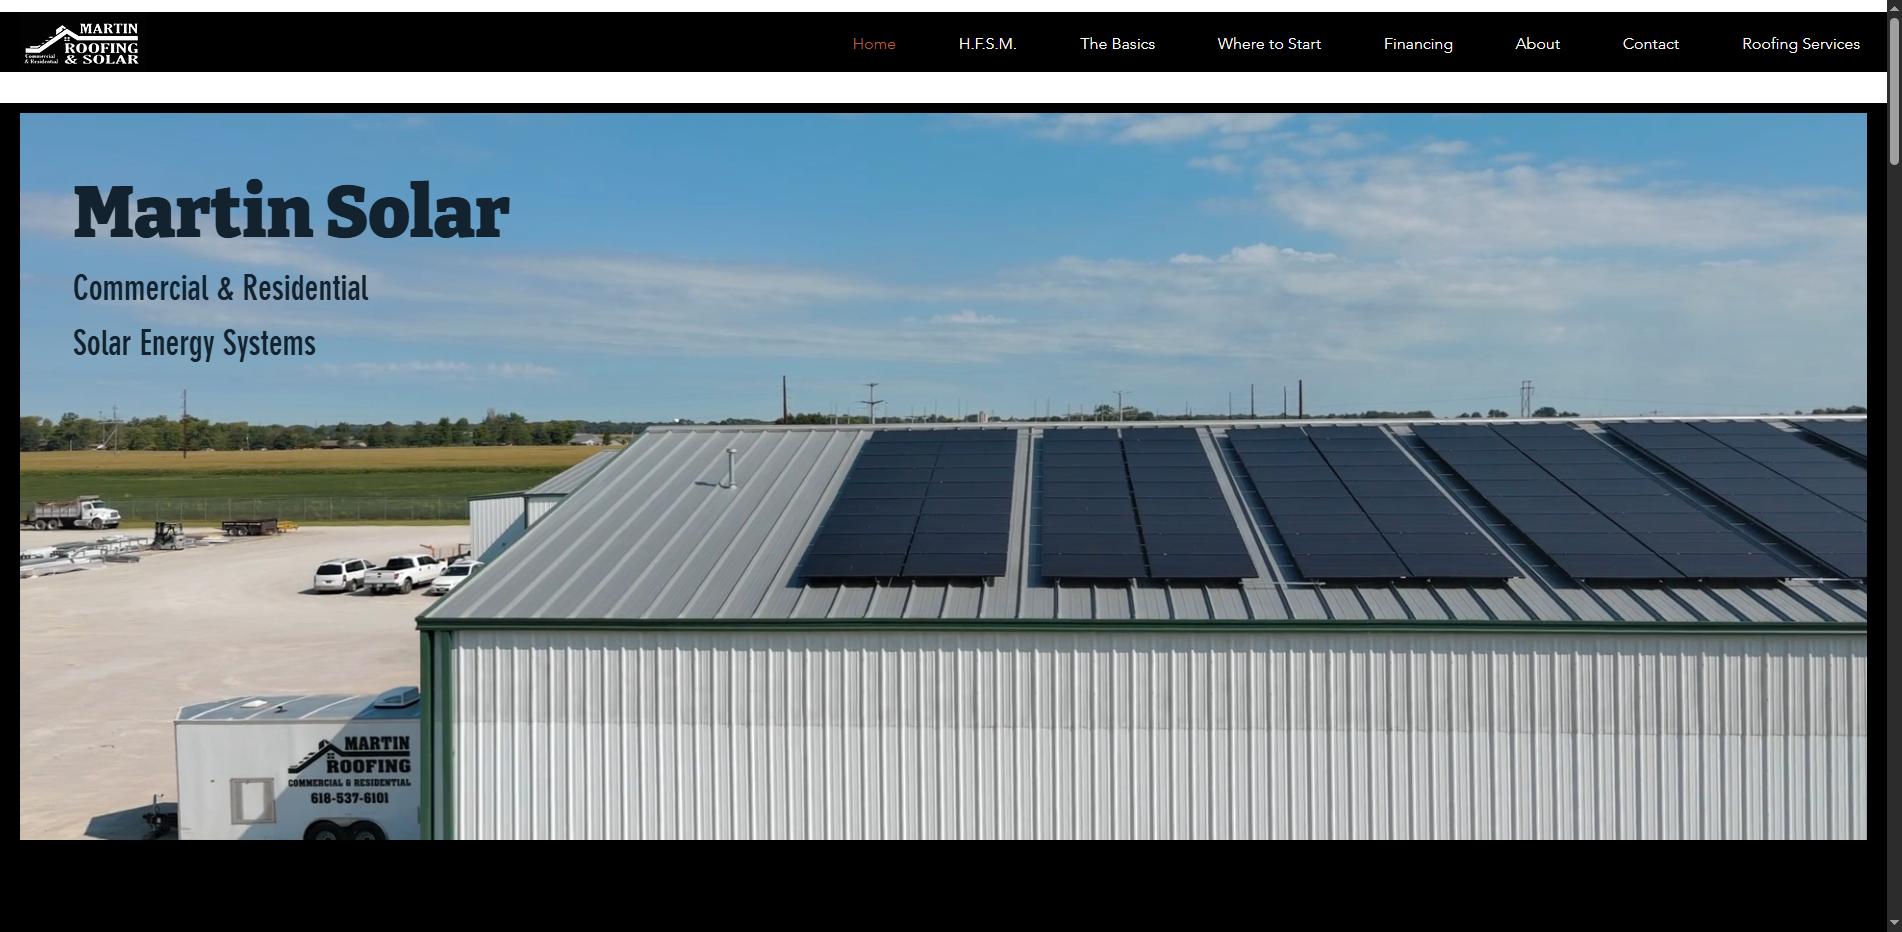 MARTIN
ROOFING
& SOLAR
Commercial
& Residential
Home
H.F.S.M.
The Basics
Where to Start
Financing
About
Contact
Roofing Services
Martin Solar
Commercial & Residential
Solar Energy Systems
MARTIN
ROOFING
COMMERCIAL & RESIDENTIAL
618-537-6101